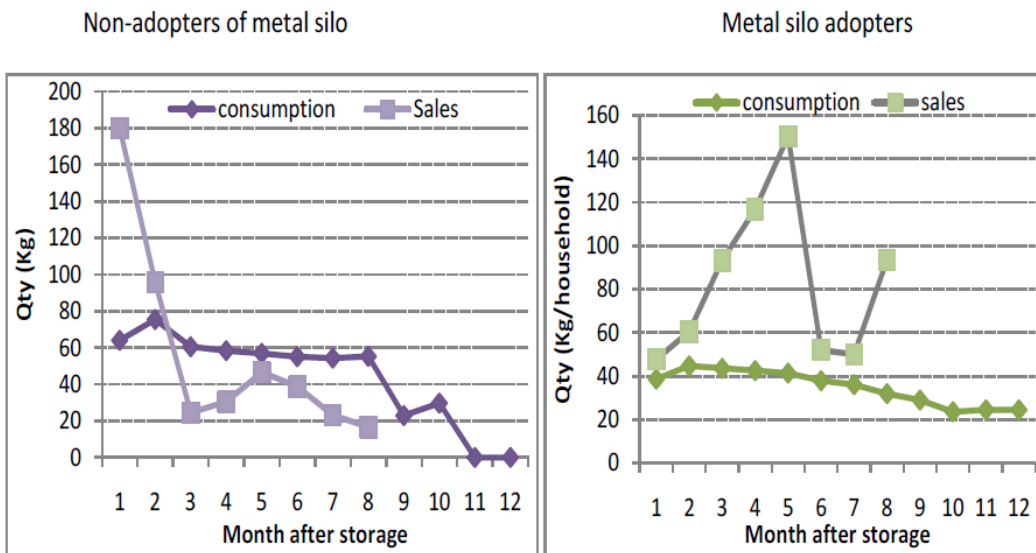 Non-adopters of metal silo
Metal silo adopters
200
180
160
140
120
100
80
60
40
20
0
Qty (Kg)
consumption
Sales
1 2 3 4 5 6 7 8 9 10 11 12
Month after storage
160
140
120
100
80
60
40
20
0
Qty (Kg/household)
consumption
sales
1 2 3 4 5 6 7 8 9 10 11 12
Month after storage